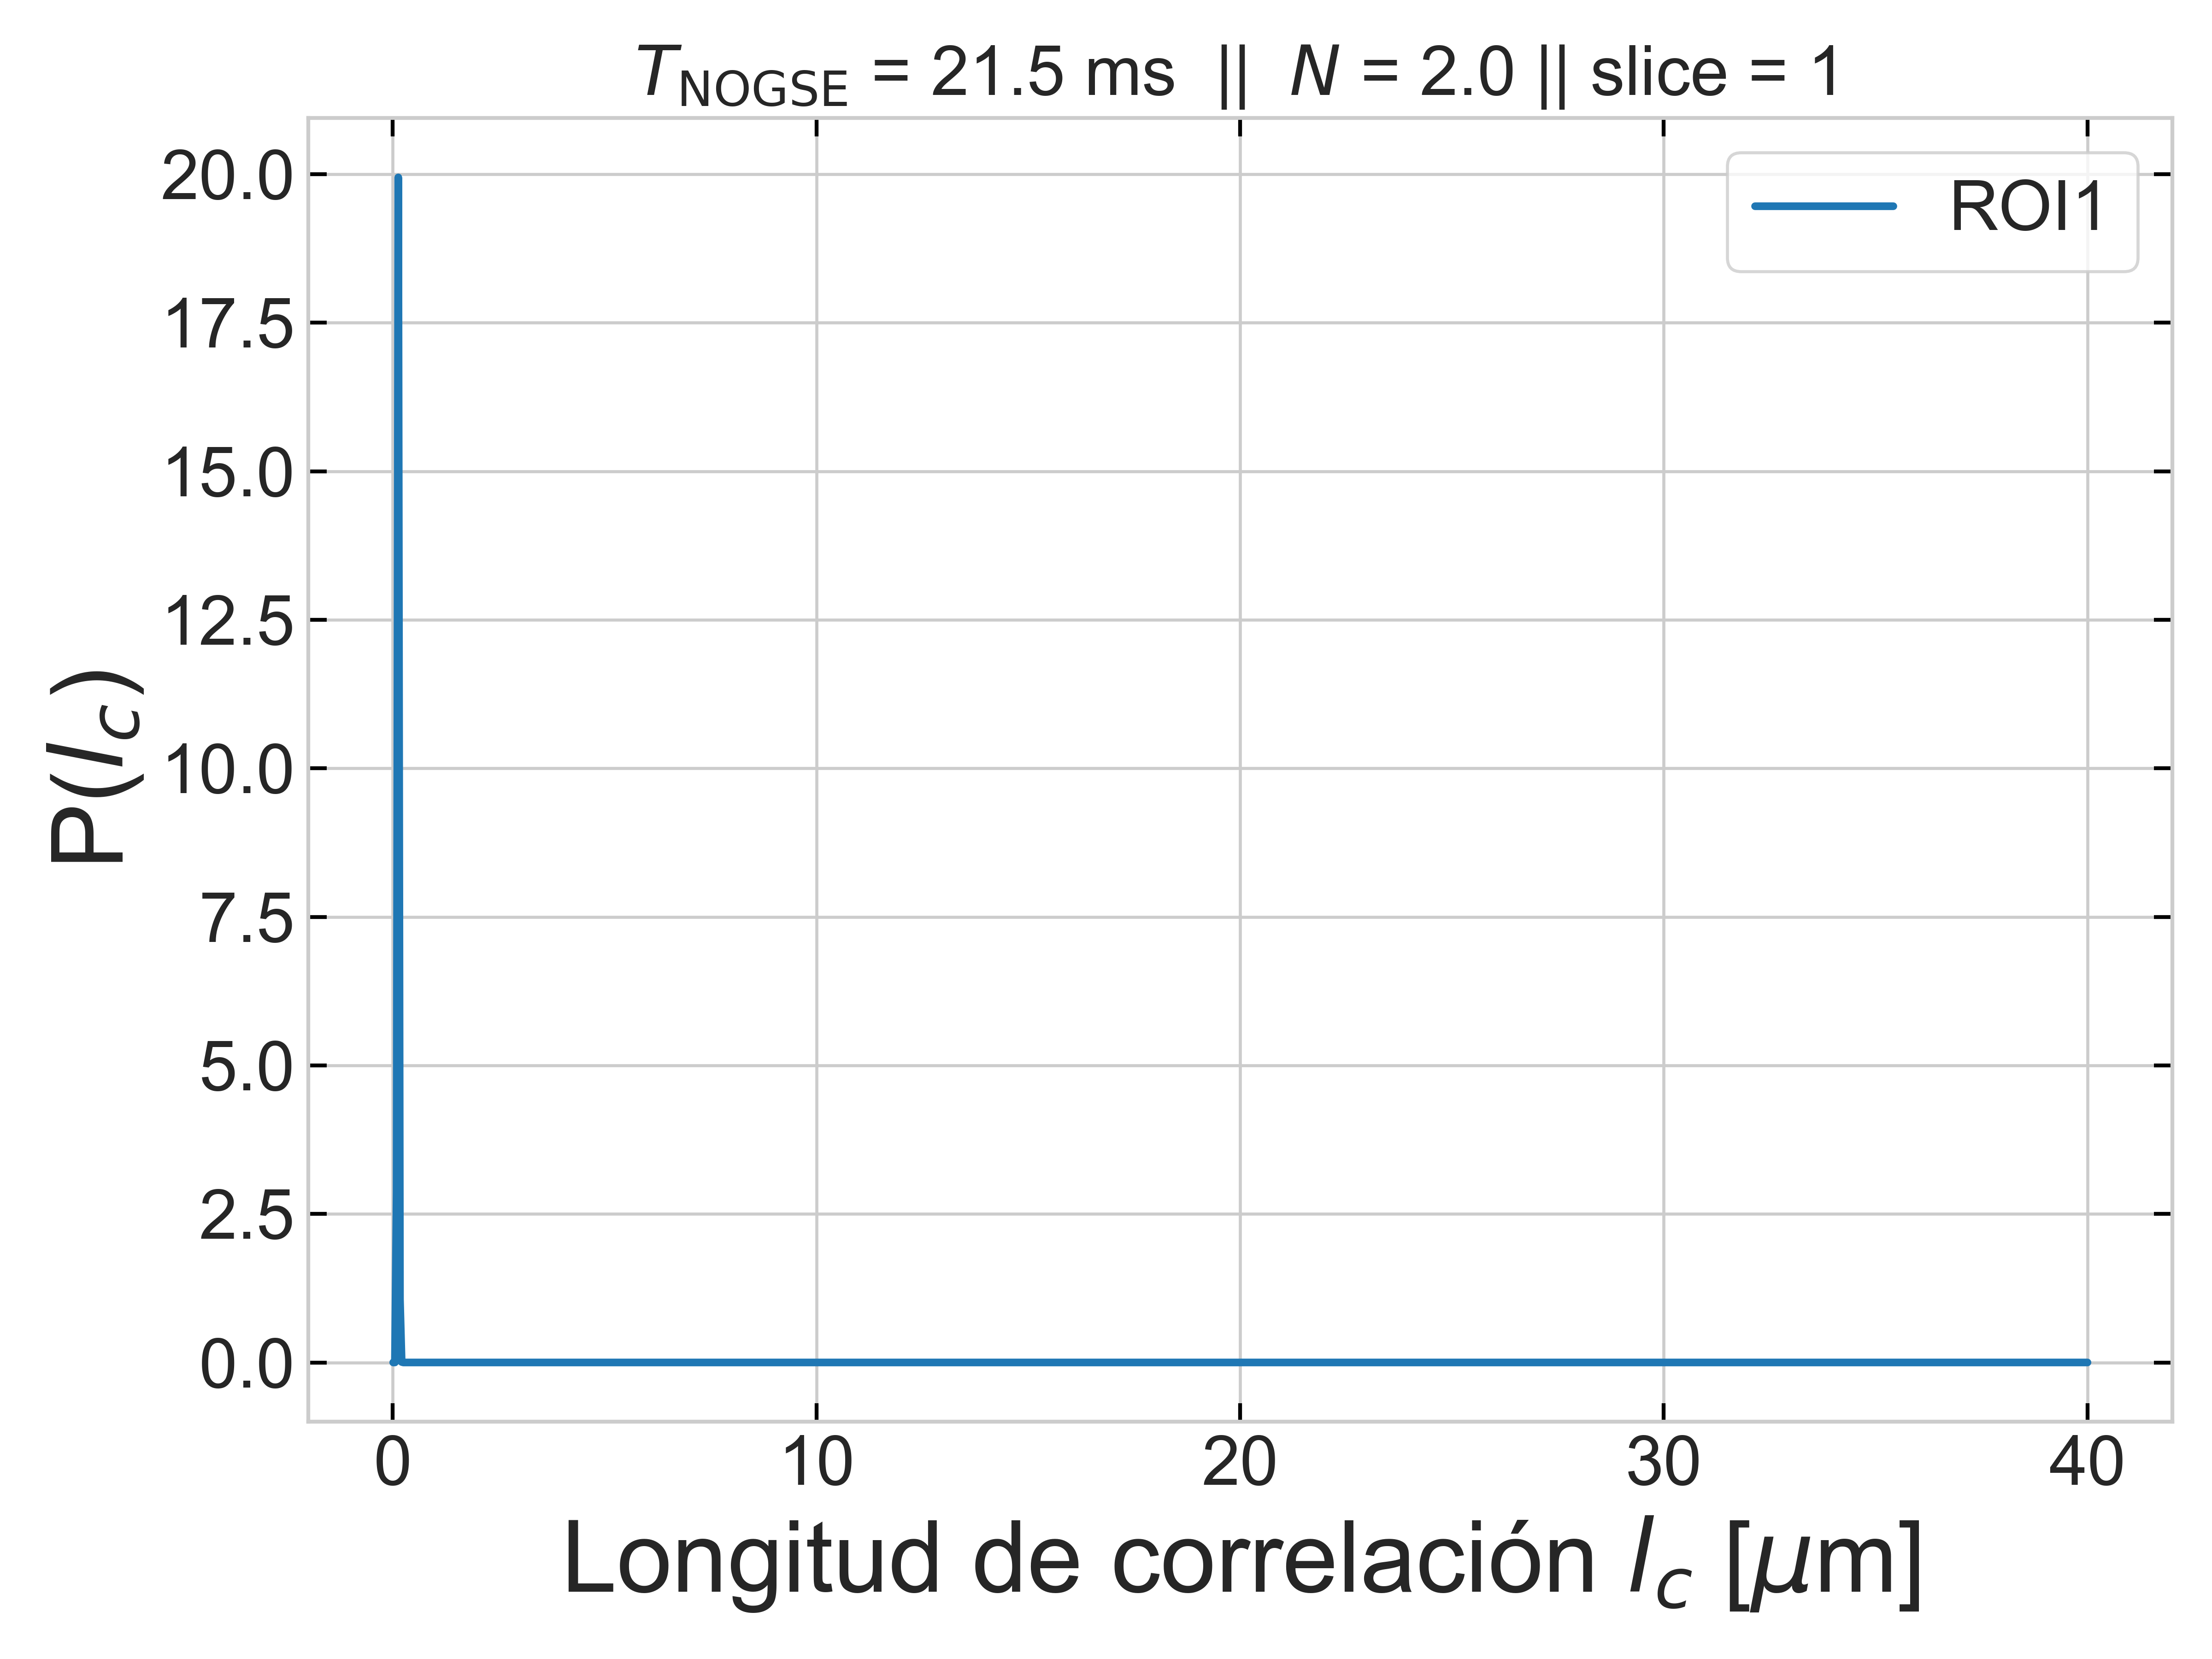 T_NOGSE = 21.5 ms || N = 2.0 || slice = 1
ROI1
20.0
17.5
15.0
12.5
10.0
7.5
5.0
2.5
0.0
P(l_c)
0 10 20 30 40
Longitud de correlación l_c [μm]